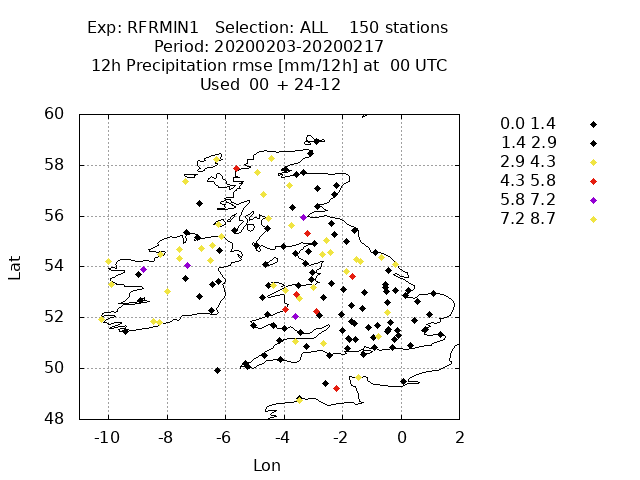 Exp: RFRMIN1 Selection: ALL 150 stations
Period: 20200203-20200217
12h Precipitation rmse [mm/12h] at 00 UTC
Used 00 + 24-12
60
58
56
54
52
50
48
Lat
-10 -8 -6 -4 -2 0 2
Lon
0.0 1.4
1.4 2.9
2.9 4.3
4.3 5.8
5.8 7.2
7.2 8.7